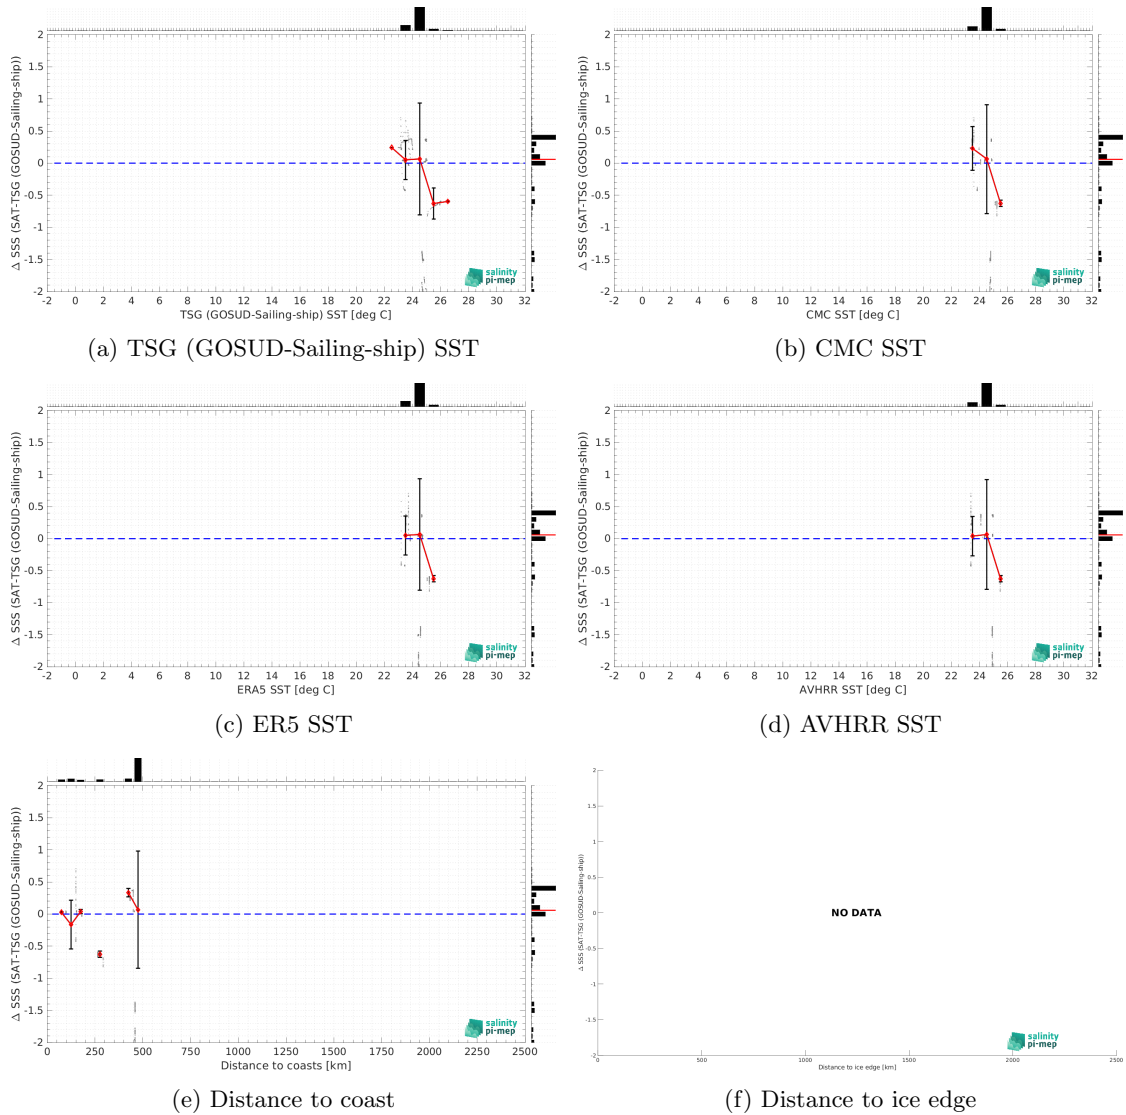 2
1.5
1
0.5
0
-0.5
-1
-1.5
-2
Δ SSS (SAT-TSG (GOSUD-Sailing-ship))
salinity
pi-mep
-2 0 2 4 6 8 10 12 14 16 18 20 22 24 26 28 30 32
TSG (GOSUD-Sailing-ship) SST [deg C]
(a) TSG (GOSUD-Sailing-ship) SST
2
1.5
1
0.5
0
-0.5
-1
-1.5
-2
Δ SSS (SAT-TSG (GOSUD-Sailing-ship))
salinity
pi-mep
-2 0 2 4 6 8 10 12 14 16 18 20 22 24 26 28 30 32
CMC SST [deg C]
(b) CMC SST
2
1.5
1
0.5
0
-0.5
-1
-1.5
-2
Δ SSS (SAT-TSG (GOSUD-Sailing-ship))
salinity
pi-mep
-2 0 2 4 6 8 10 12 14 16 18 20 22 24 26 28 30 32
ERA5 SST [deg C]
(c) ER5 SST
2
1.5
1
0.5
0
-0.5
-1
-1.5
-2
Δ SSS (SAT-TSG (GOSUD-Sailing-ship))
salinity
pi-mep
-2 0 2 4 6 8 10 12 14 16 18 20 22 24 26 28 30 32
AVHRR SST [deg C]
(d) AVHRR SST
2
1.5
1
0.5
0
-0.5
-1
-1.5
-2
Δ SSS (SAT-TSG (GOSUD-Sailing-ship))
salinity
pi-mep
0 250 500 750 1000 1250 1500 1750 2000 2250 2500
Distance to coasts [km]
(e) Distance to coast
2
1.5
1
0.5
0
-0.5
-1
-1.5
-2
Δ SSS (SAT-TSG (GOSUD-Sailing-ship))
NO DATA
salinity
pi-mep
0 500 1000 1500 2000 2500
Distance to ice edge [km]
(f) Distance to ice edge